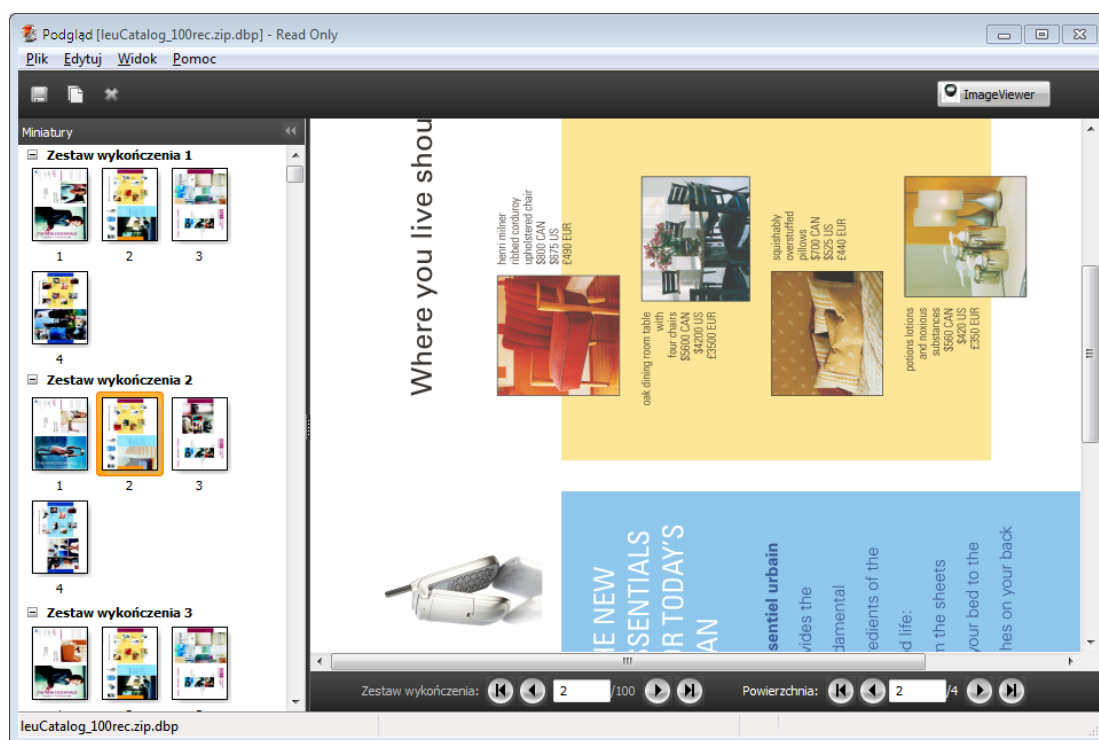 Podgląd [leuCatalog_100rec.zip.dbp] - Read Only
Plik Edytuj Widok Pomoc
ImageViewer
Miniatury
Zestaw wykończenia 1
1 2 3
4
Zestaw wykończenia 2
1 2 3
4
Zestaw wykończenia 3
Where you live shou
henri milner
ribbed corduroy
upholstered chair
$800 CAN
$675 US
£490 EUR
oak dining room table
with
four chairs
$5600 CAN
$4200 US
£3500 EUR
squishably
overstuffed
pillows
$700 CAN
$525 US
£440 EUR
potions lotions
and noxious
substances
$560 CAN
$420 US
£350 EUR
HE NEW
SSENTIALS
OR TODAY'S
AN
sentiel urbain
vides the
damental
edients of the
d life:
n the sheets
your bed to the
hes on your back
Zestaw wykończenia: 2 /100 Powierzchnia: 2 /4
leuCatalog_100rec.zip.dbp